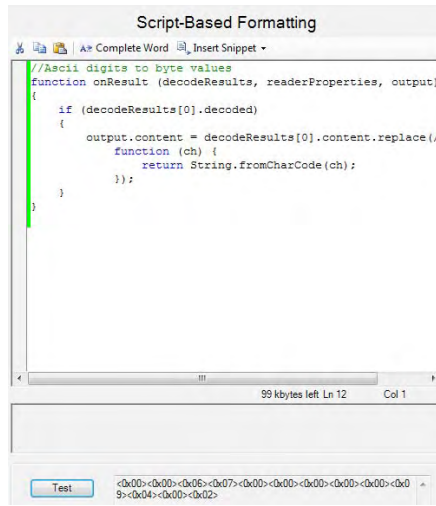 Script-Based Formatting
A≡ Complete Word Insert Snippet
//Ascii digits to byte values
function onResult (decodeResults, readerProperties, output)
{
    if (decodeResults[0].decoded)
    {
        output.content = decodeResults[0].content.replace(/
            function (ch) {
                return String.fromCharCode(ch);
            });
    }
}
99 kbytes left Ln 12 Col 1
Test
<0x00><0x00><0x06><0x07><0x00><0x00><0x00><0x00><0x00><0x0
9><0x04><0x00><0x02>